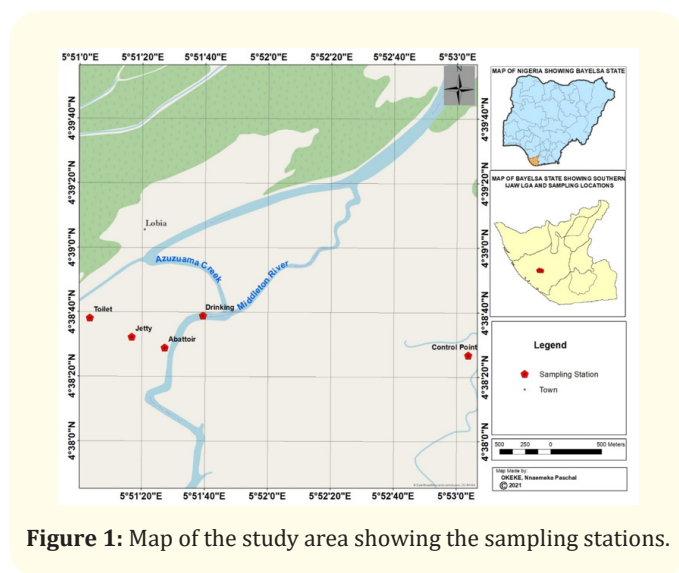 5°51'0"E 5°51'20"E 5°51'40"E 5°52'0"E 5°52'20"E 5°52'40"E 5°53'0"E
4°39'40"N
4°39'20"N
4°39'0"N
4°38'40"N
4°38'20"N
4°38'0"N
Lobia
Azuzuama Creek
Middleton River
Toilet
Drinking
Jetty
Abattoir
Control Point
4°39'40"N
4°39'20"N
4°39'0"N
4°38'40"N
4°38'20"N
4°38'0"N
5°51'20"E 5°51'40"E 5°52'0"E 5°52'20"E 5°52'40"E 5°53'0"E
MAP OF NIGERIA SHOWING BAYELSA STATE
MAP OF BAYELSA STATE SHOWING SOUTHERN
IJAW LGA AND SAMPLING LOCATIONS
Legend
Sampling Station
Town
500 250 0 500 Meters
Map Made by:
OKEKE, Nnaemeka Paschal
© 2021
Figure 1: Map of the study area showing the sampling stations.